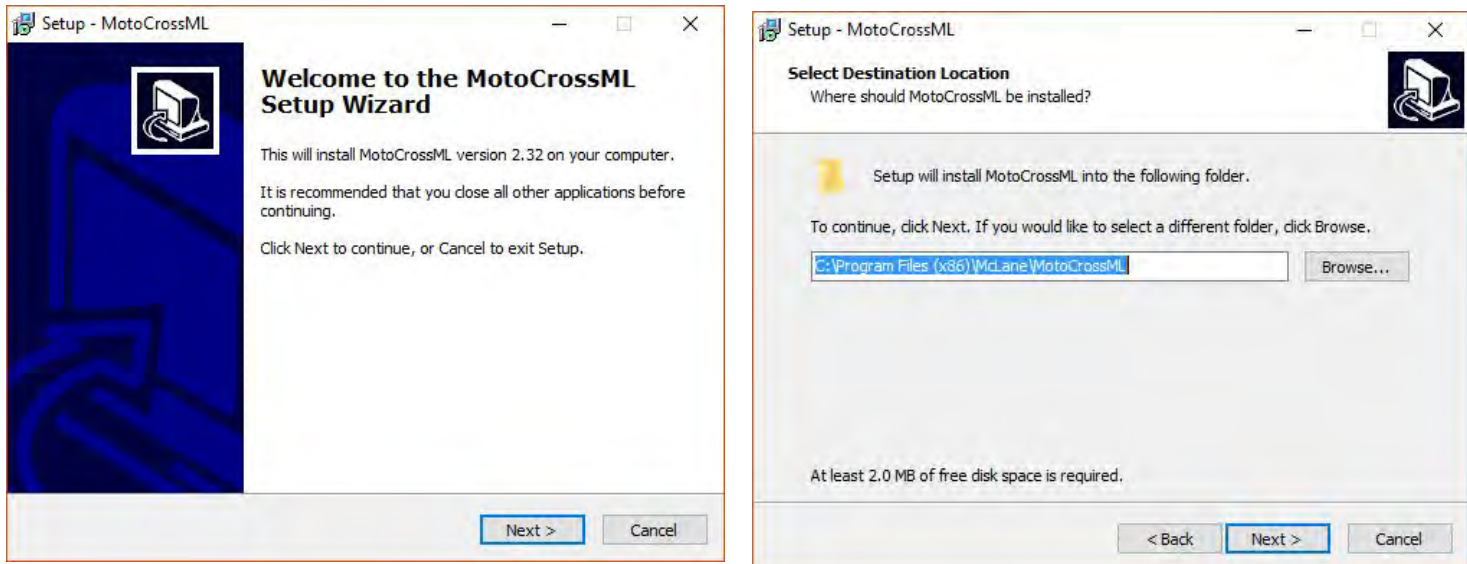 Setup - MotoCrossML
Welcome to the MotoCrossML
Setup Wizard
This will install MotoCrossML version 2.32 on your computer.
It is recommended that you close all other applications before
continuing.
Click Next to continue, or Cancel to exit Setup.
Next >
Cancel
Setup - MotoCrossML
Select Destination Location
Where should MotoCrossML be installed?
Setup will install MotoCrossML into the following folder.
To continue, click Next. If you would like to select a different folder, click Browse.
C:\Program Files (x86)\McLane\MotoCrossML
Browse...
At least 2.0 MB of free disk space is required.
< Back
Next >
Cancel